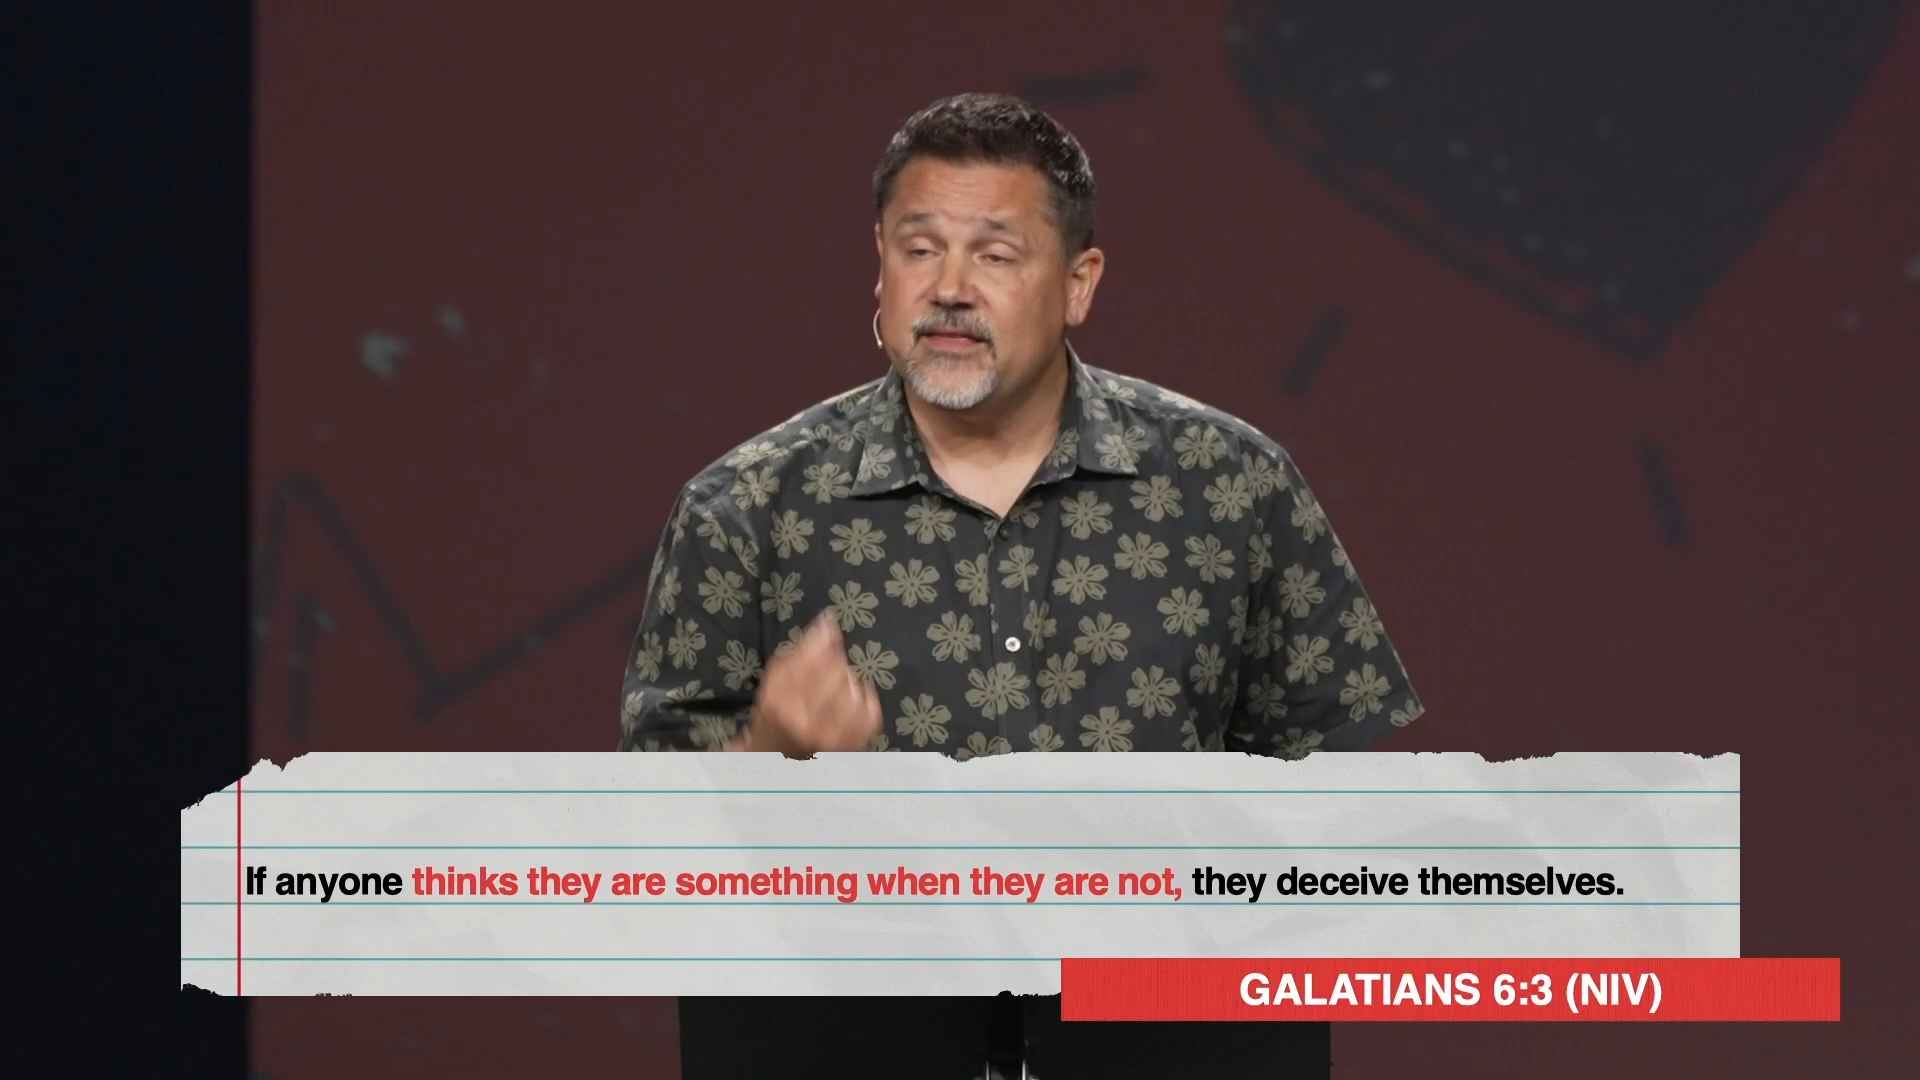 If anyone thinks they are something when they are not, they deceive themselves.
GALATIANS 6:3 (NIV)